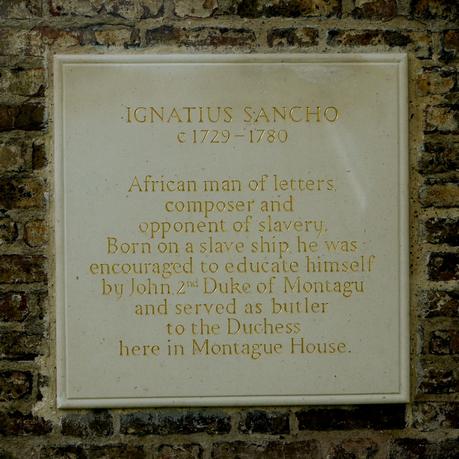 IGNATIUS SANCHO
c 1729 – 1780
African man of letters,
composer and
opponent of slavery.
Born on a slave ship, he was
encouraged to educate himself
by John, 2nd Duke of Montagu
and served as butler
to the Duchess
here in Montague House.